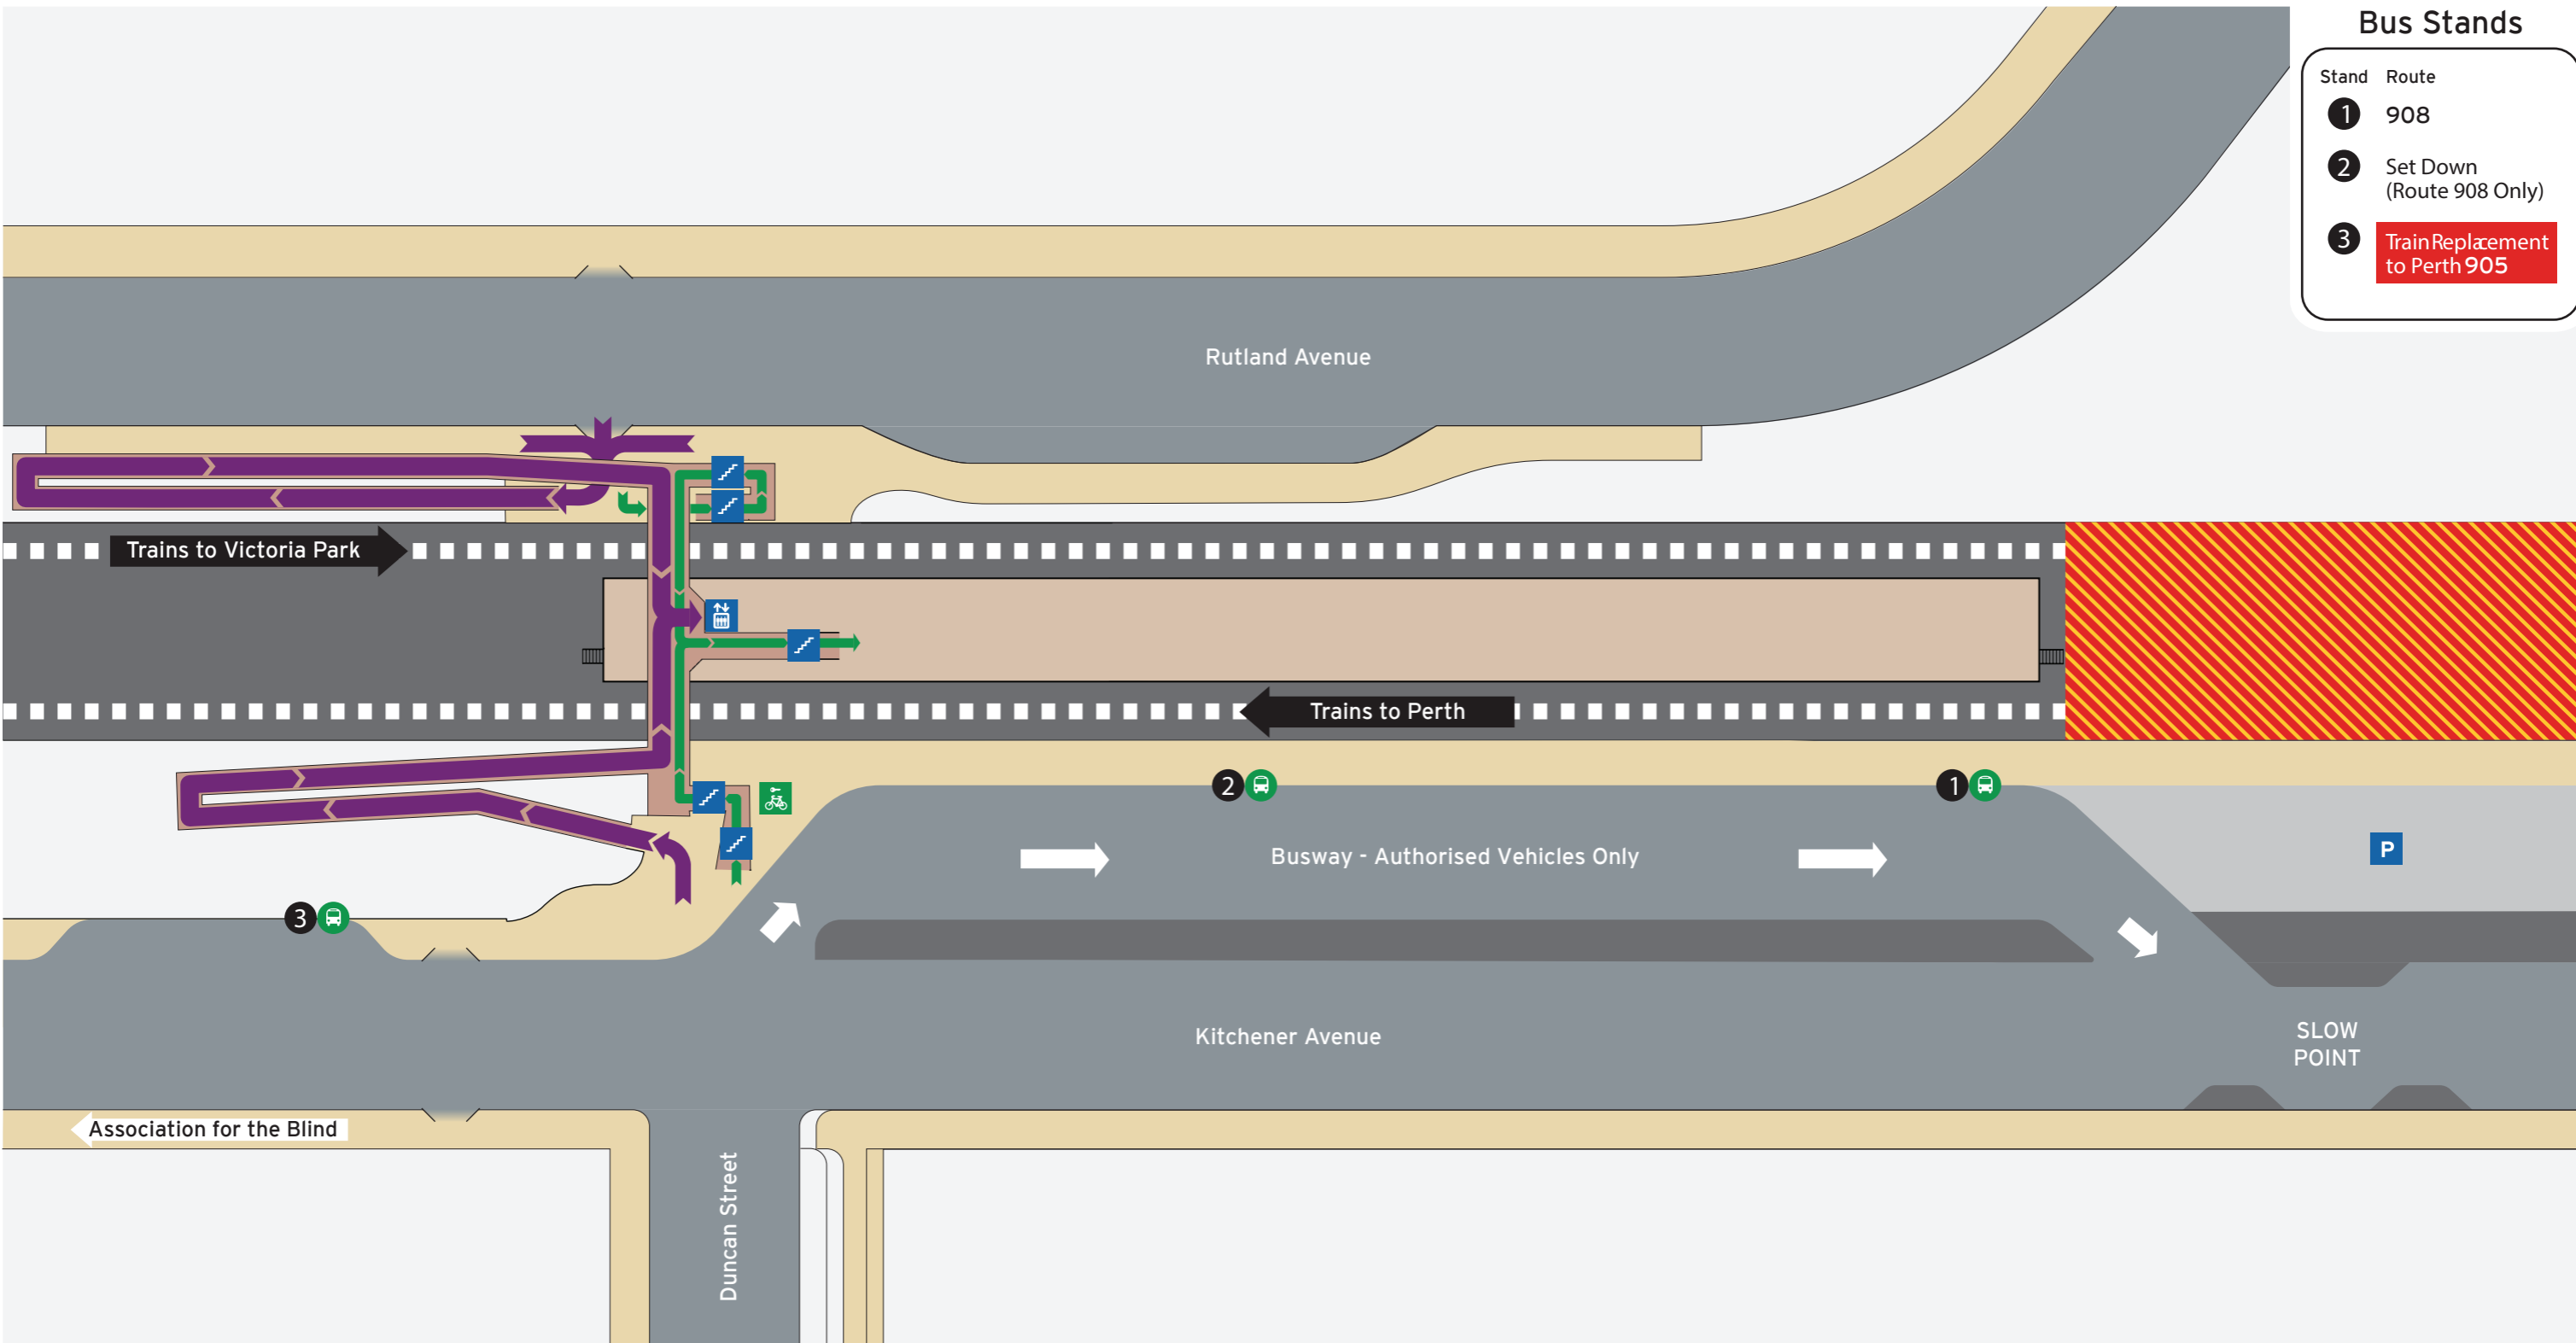 Bus Stands
Stand Route
1 908
2 Set Down
(Route 908 Only)
3 Train Replacement
to Perth 905
Rutland Avenue
Trains to Victoria Park
Trains to Perth
2
1
Busway - Authorised Vehicles Only
P
3
Kitchener Avenue
SLOW
POINT
Association for the Blind
Duncan Street